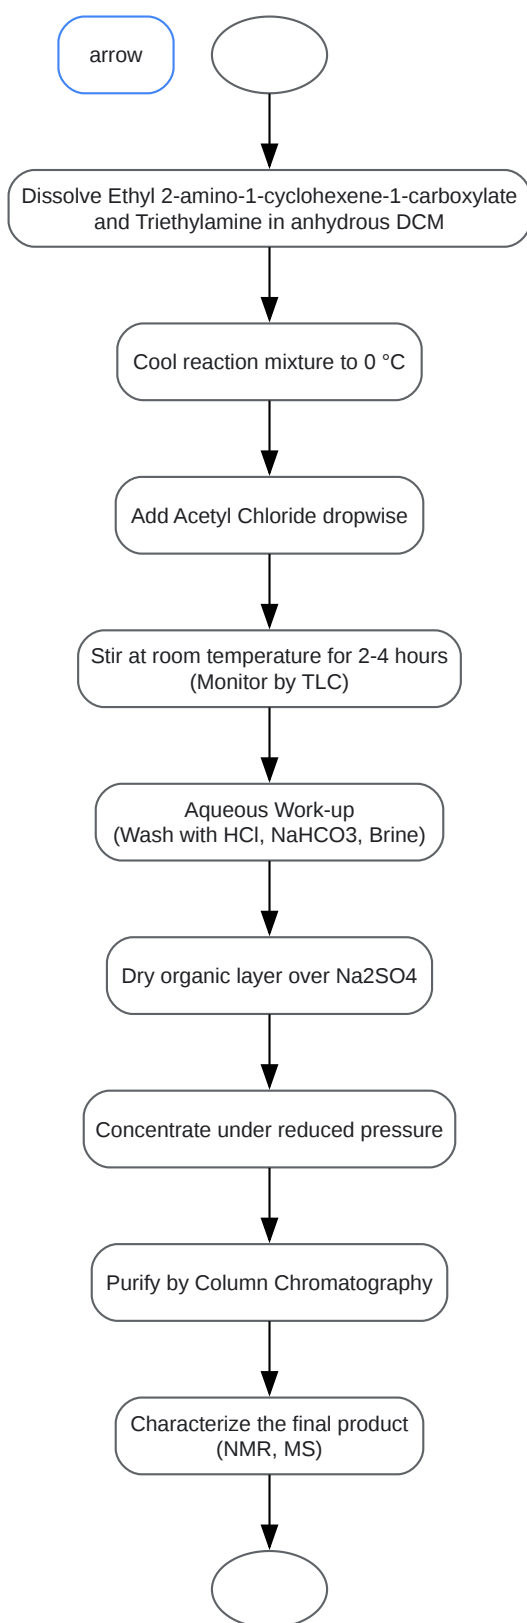 arrow
Dissolve Ethyl 2-amino-1-cyclohexene-1-carboxylate
and Triethylamine in anhydrous DCM
Cool reaction mixture to 0 °C
Add Acetyl Chloride dropwise
Stir at room temperature for 2-4 hours
(Monitor by TLC)
Aqueous Work-up
(Wash with HCl, NaHCO3, Brine)
Dry organic layer over Na2SO4
Concentrate under reduced pressure
Purify by Column Chromatography
Characterize the final product
(NMR, MS)